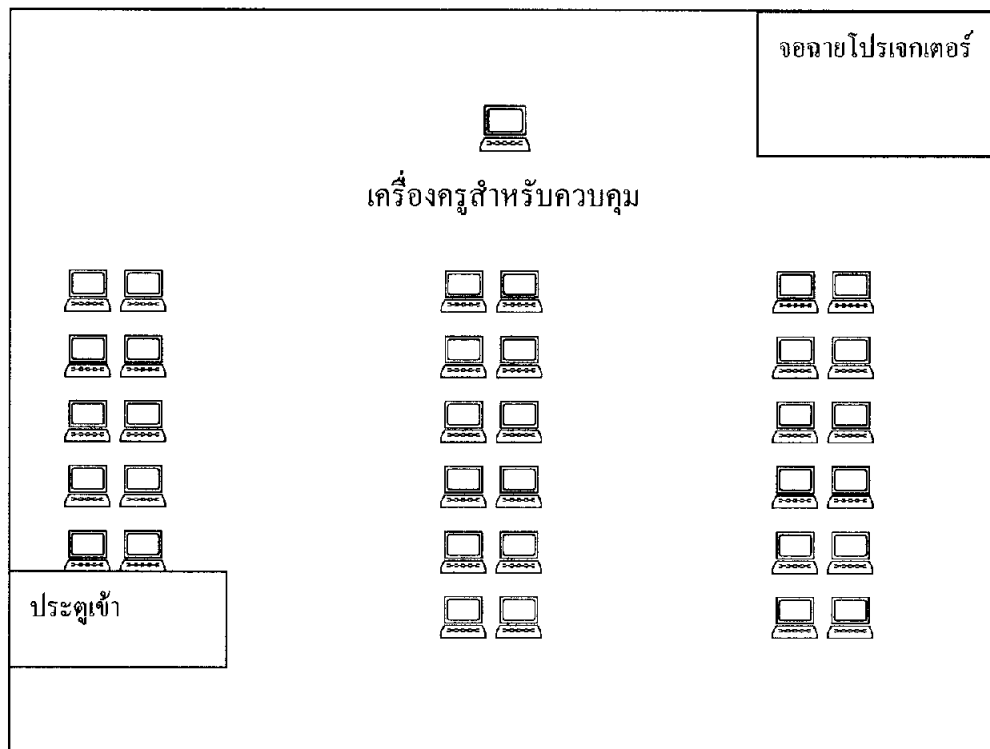 จอฉายโปรเจกเตอร์
เครื่องครูสำหรับควบคุม
ประตูเข้า